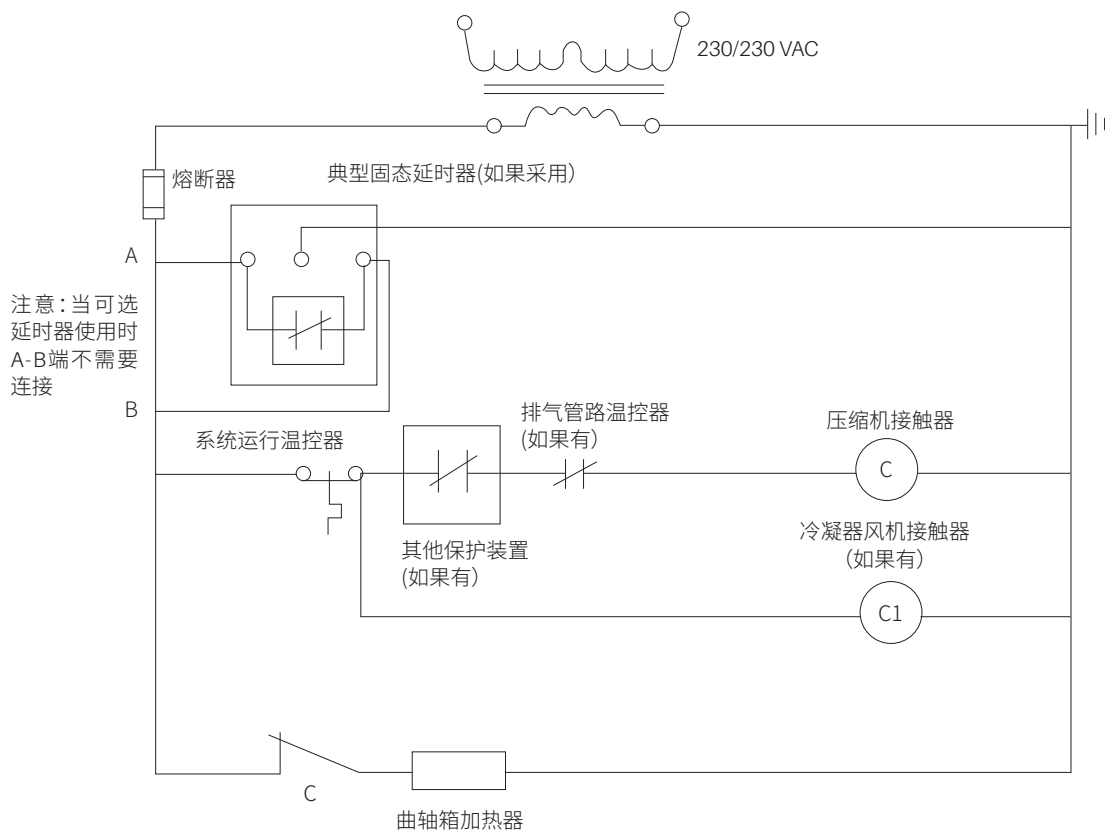 230/230 VAC
熔断器
典型固态延时器(如果采用)
A
注意:当可选
延时器使用时
A-B端不需要
连接
B
系统运行温控器
排气管路温控器
(如果有)
压缩机接触器
C
其他保护装置
(如果有)
冷凝器风机接触器
(如果有)
C1
C
曲轴箱加热器